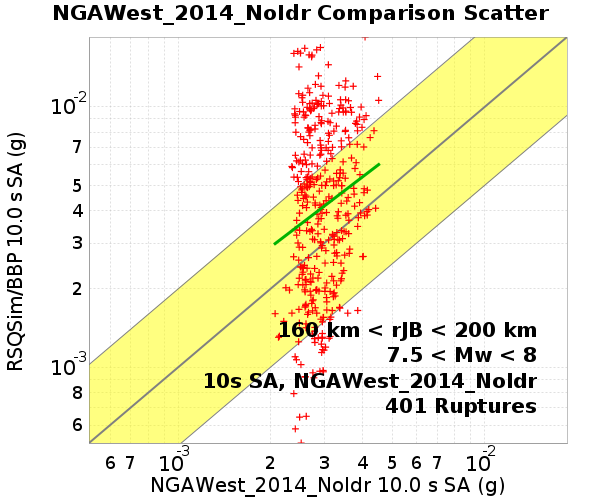 NGAWest_2014_NoIdr Comparison Scatter
RSQSim/BBP 10.0 s SA (g)
10-2
7
5
4
3
2
10-3
8
6
160 km < rJB < 200 km
7.5 < Mw < 8
10s SA, NGAWest_2014_NoIdr
401 Ruptures
6 7 10-3 2 3 4 5 6 7 10-2
NGAWest_2014_NoIdr 10.0 s SA (g)